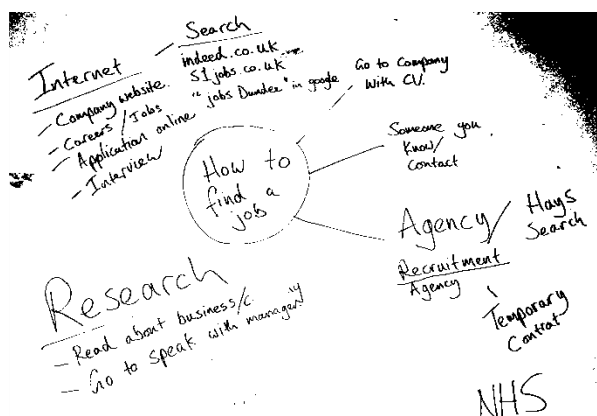 Internet
- Company website
- Careers / Jobs
- Application online
- Interview
Search
indeed.co.uk
S1jobs.co.uk
"jobs Dundee" in google
Go to Company
With CV.
Someone you
Know/
Contact
How to
find a
job
Agency
Recruitment
Agency
Hays
Search
Temporary
Contrat
Research
- Read about business/c.
- Go to speak with manager
NHS